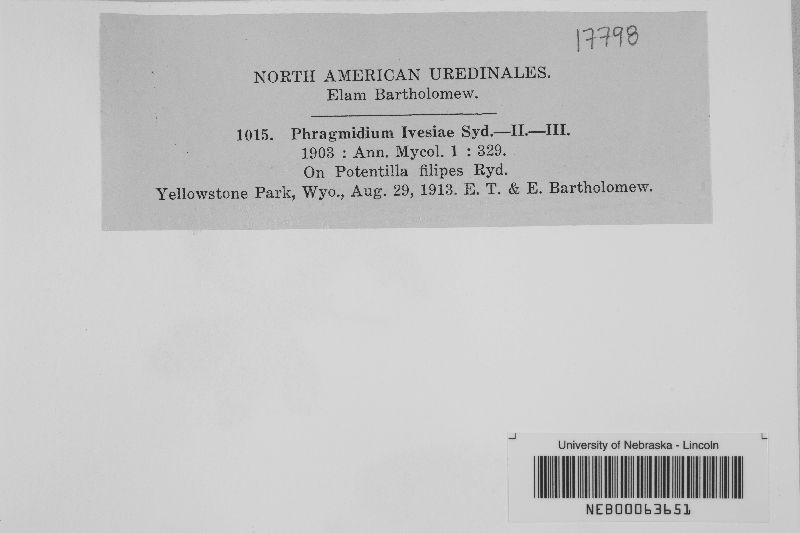 17798
NORTH AMERICAN UREDINALES.
Elam Bartholomew.
1015. Phragmidium Ivesiae Syd.—II.—III.
1903 : Ann. Mycol. 1 : 329.
On Potentilla filipes Ryd.
Yellowstone Park, Wyo., Aug. 29, 1913. E. T. & E. Bartholomew.
University of Nebraska - Lincoln
NEB00063651